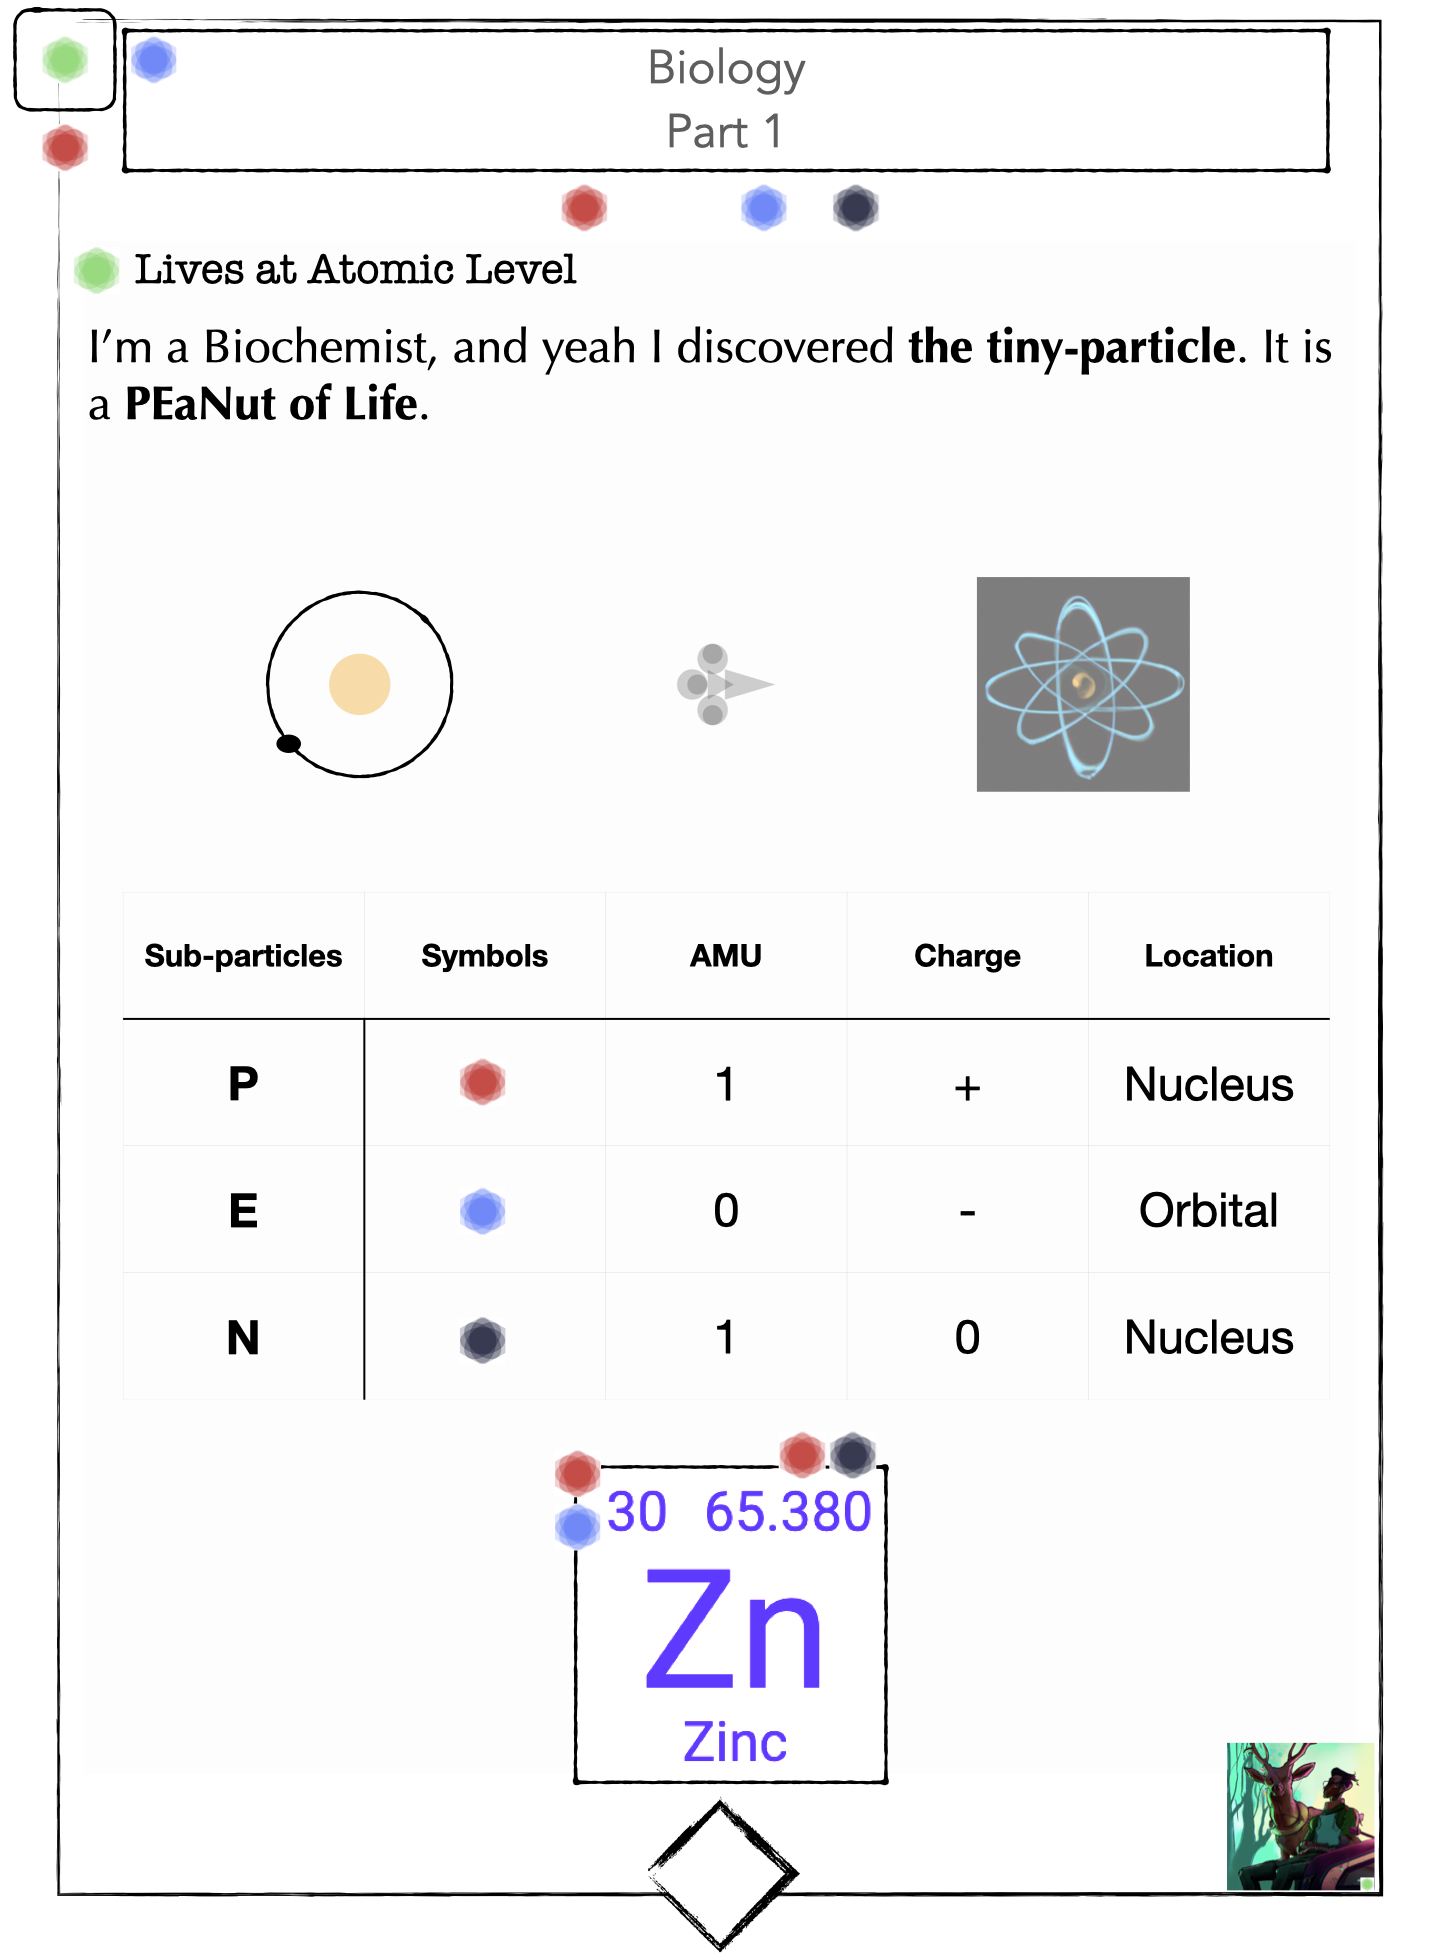 Biology
Part 1
Lives at Atomic Level
I’m a Biochemist, and yeah I discovered the tiny-particle. It is
a PEaNut of Life.
Sub-particles Symbols AMU Charge Location
P 1 + Nucleus
E 0 - Orbital
N 1 0 Nucleus
30 65.380
Zn
Zinc